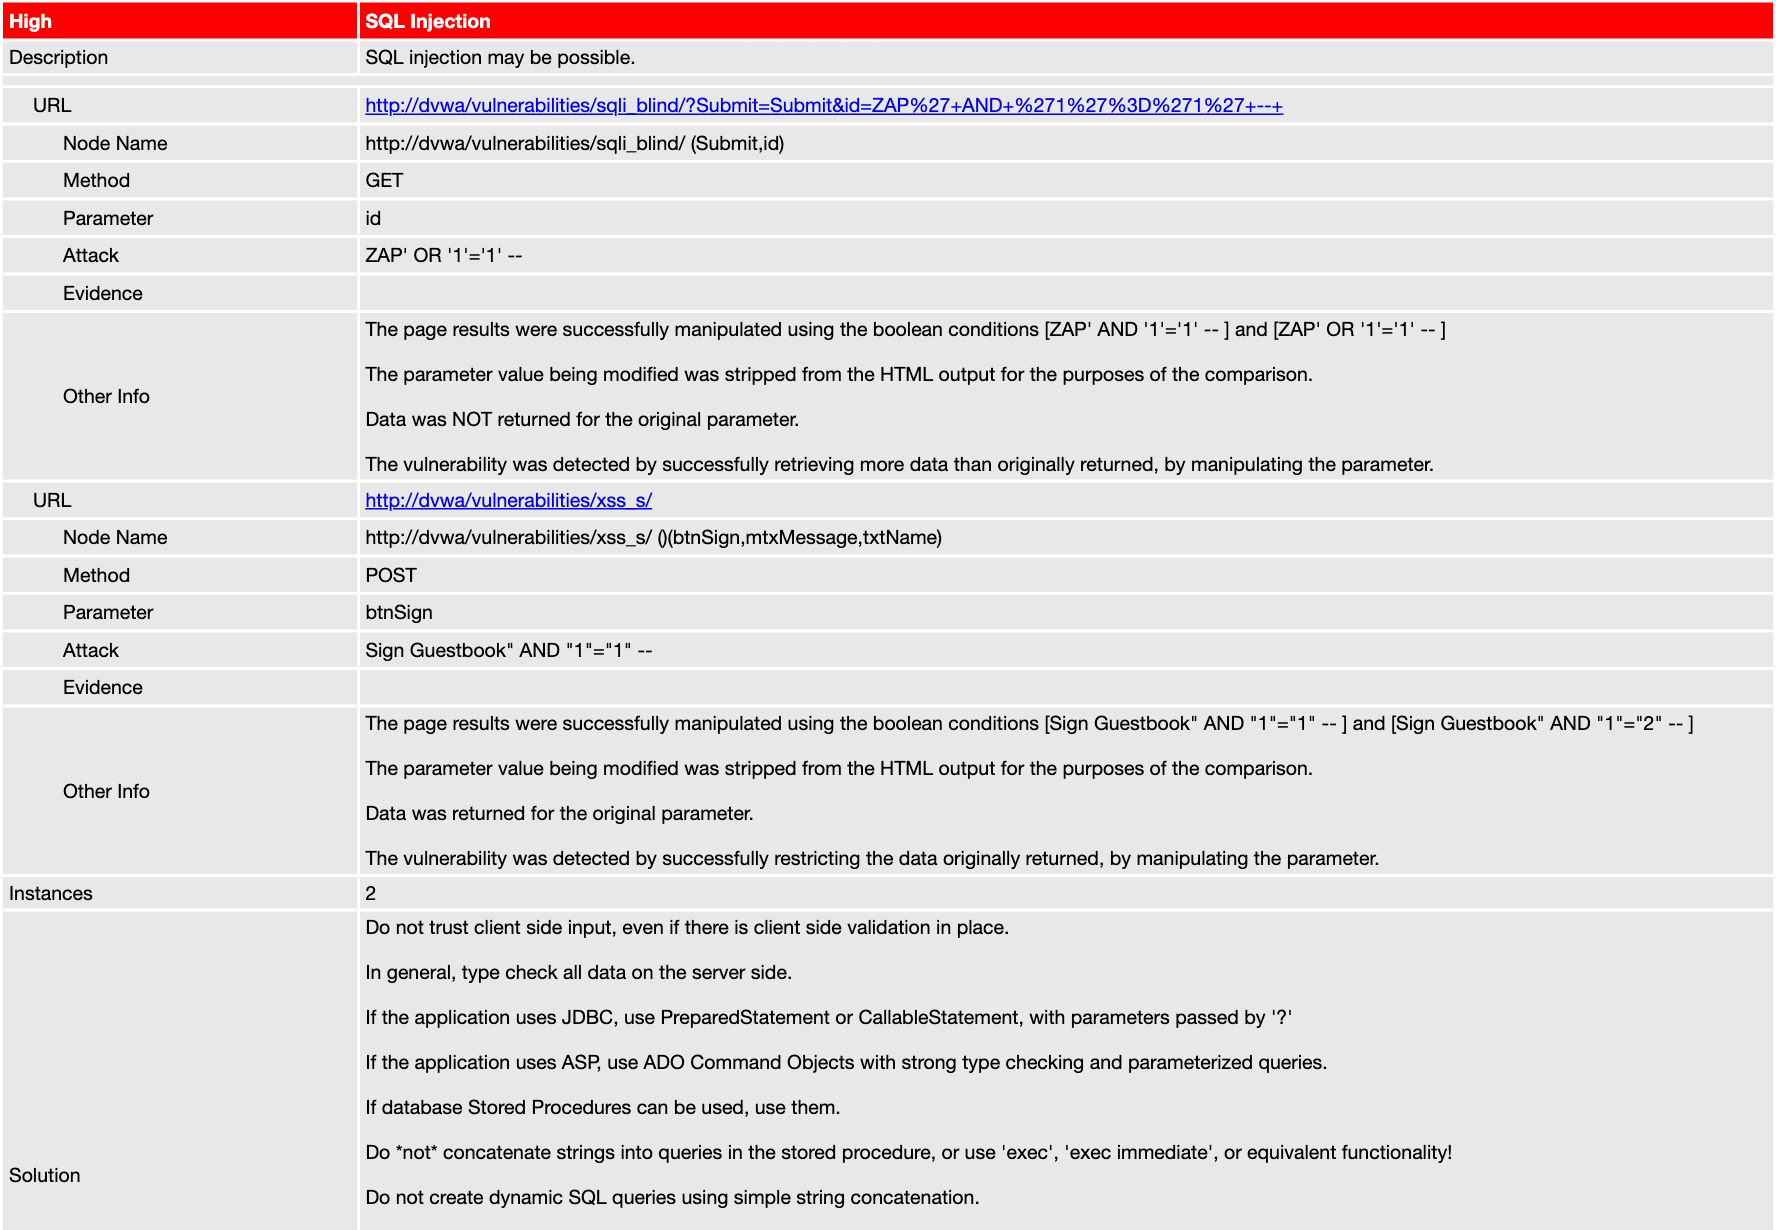 High SQL Injection
Description SQL injection may be possible.
URL http://dvwa/vulnerabilities/sqli_blind/?Submit=Submit&id=ZAP%27+AND+%271%27%3D%271%27+--+
Node Name http://dvwa/vulnerabilities/sqli_blind/ (Submit,id)
Method GET
Parameter id
Attack ZAP' OR '1'='1' --
Evidence
The page results were successfully manipulated using the boolean conditions [ZAP' AND '1'='1' -- ] and [ZAP' OR '1'='1' -- ]
The parameter value being modified was stripped from the HTML output for the purposes of the comparison.
Other Info
Data was NOT returned for the original parameter.
The vulnerability was detected by successfully retrieving more data than originally returned, by manipulating the parameter.
URL http://dvwa/vulnerabilities/xss_s/
Node Name http://dvwa/vulnerabilities/xss_s/ ()(btnSign,mtxMessage,txtName)
Method POST
Parameter btnSign
Attack Sign Guestbook" AND "1"="1" --
Evidence
The page results were successfully manipulated using the boolean conditions [Sign Guestbook" AND "1"="1" -- ] and [Sign Guestbook" AND "1"="2" -- ]
The parameter value being modified was stripped from the HTML output for the purposes of the comparison.
Other Info
Data was returned for the original parameter.
The vulnerability was detected by successfully restricting the data originally returned, by manipulating the parameter.
Instances 2
Do not trust client side input, even if there is client side validation in place.
In general, type check all data on the server side.
If the application uses JDBC, use PreparedStatement or CallableStatement, with parameters passed by '?'
If the application uses ASP, use ADO Command Objects with strong type checking and parameterized queries.
If database Stored Procedures can be used, use them.
Do *not* concatenate strings into queries in the stored procedure, or use 'exec', 'exec immediate', or equivalent functionality!
Solution
Do not create dynamic SQL queries using simple string concatenation.